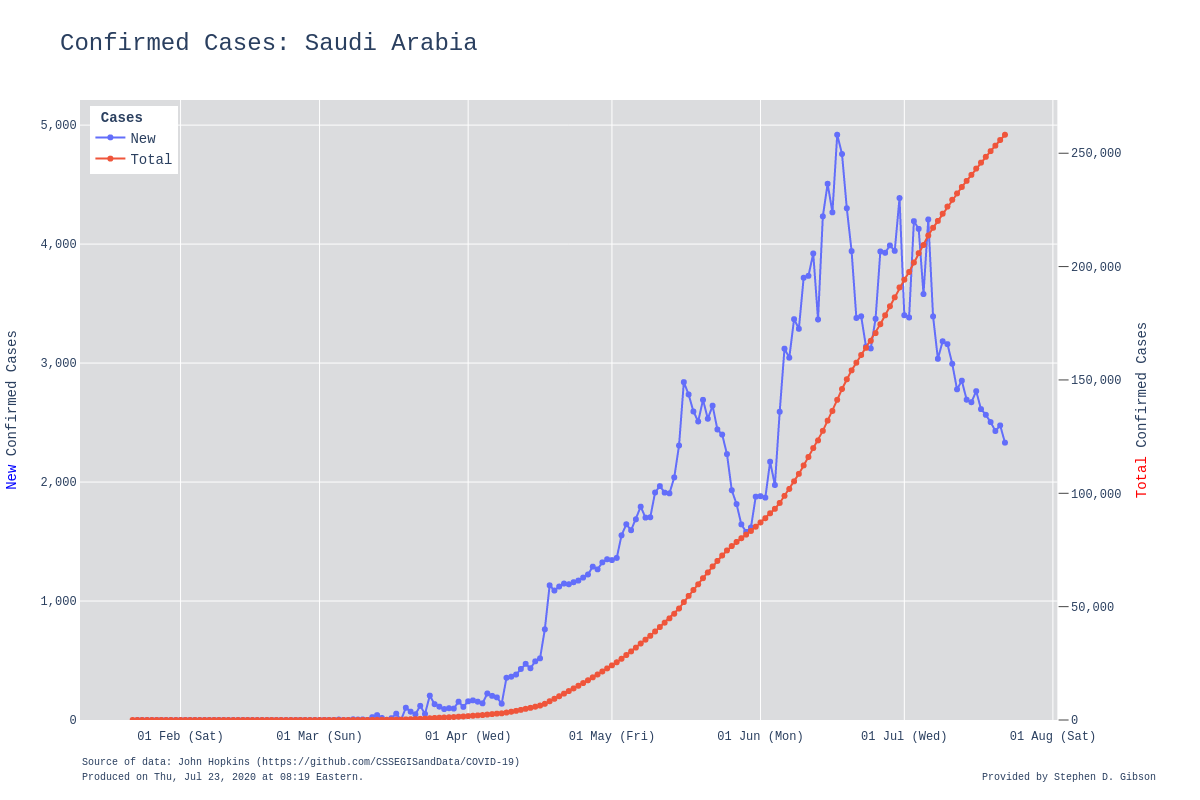 Confirmed Cases: Saudi Arabia
Cases
New
Total
5,000
4,000
3,000
2,000
1,000
0
New Confirmed Cases
250,000
200,000
150,000
100,000
50,000
0
Total Confirmed Cases
01 Feb (Sat) 01 Mar (Sun) 01 Apr (Wed) 01 May (Fri) 01 Jun (Mon) 01 Jul (Wed) 01 Aug (Sat)
Source of data: John Hopkins (https://github.com/CSSEGISandData/COVID-19)
Produced on Thu, Jul 23, 2020 at 08:19 Eastern.
Provided by Stephen D. Gibson